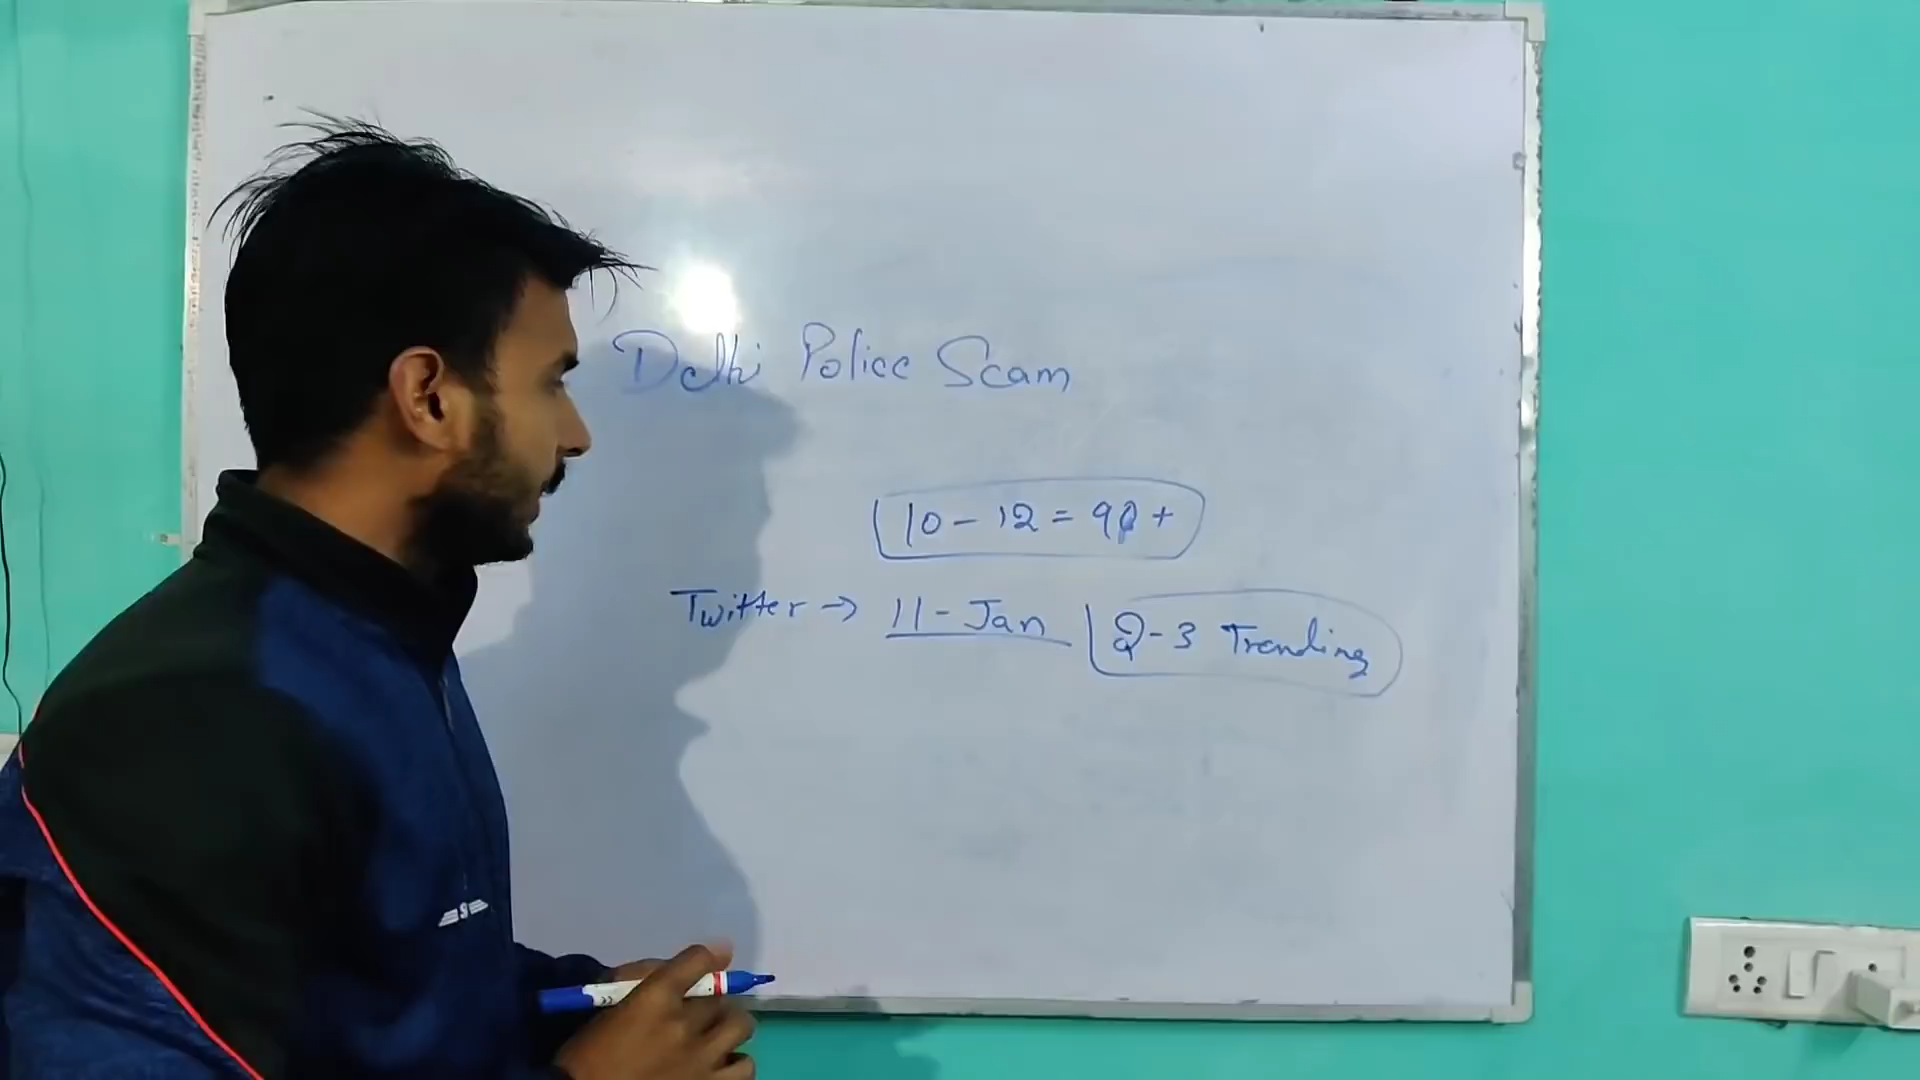 Delhi Police Scam
10 - 12 = 90 +
Twitter → 11 - Jan 2-3 Trending